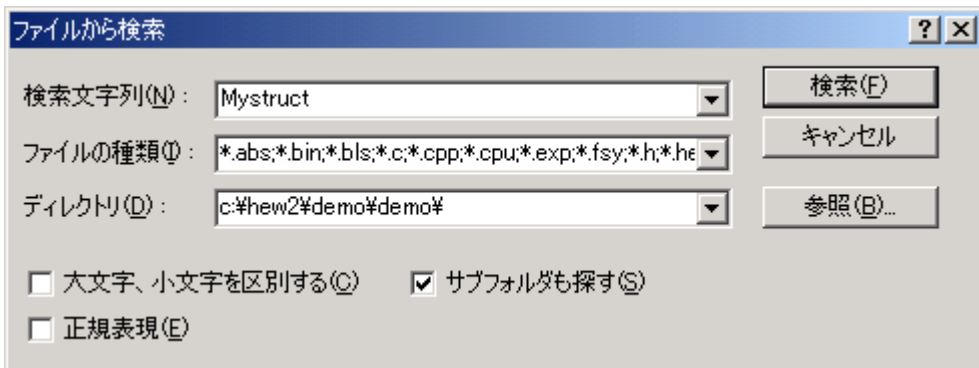 ファイルから検索
検索文字列(N)： Mystruct 検索(F)
キャンセル
ファイルの種類(I): *.abs;*.bin;*.bls;*.c;*.cpp;*.cpu;*.exp;*.fsy;*.h;*.he
ディレクトリ(D)： c:¥hew2¥demo¥demo¥ 参照(B)...
大文字、小文字を区別する(C) サブフォルダも探す(S)
正規表現(E)